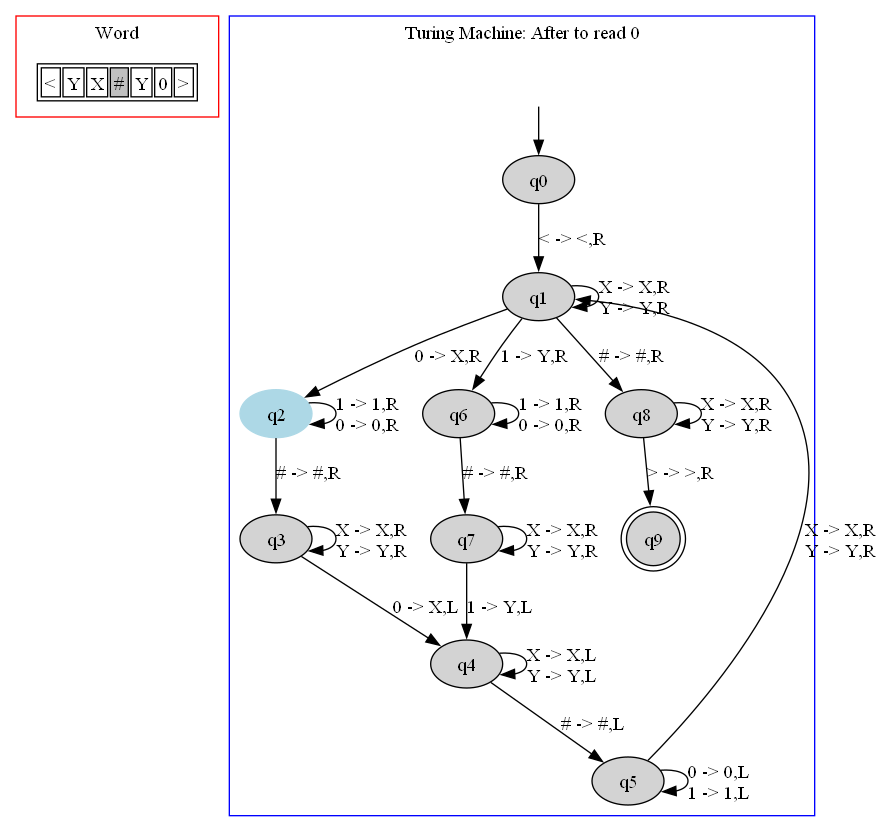 Word
< Y X # Y 0 >
Turing Machine: After to read 0
q0
< -> <,R
q1
X -> X,R
Y -> Y,R
0 -> X,R
1 -> Y,R
# -> #,R
q2
1 -> 1,R
0 -> 0,R
q6
1 -> 1,R
0 -> 0,R
q8
X -> X,R
Y -> Y,R
# -> #,R
# -> #,R
> -> >,R
q3
X -> X,R
Y -> Y,R
q7
X -> X,R
Y -> Y,R
q9
X -> X,R
Y -> Y,R
0 -> X,L
1 -> Y,L
q4
X -> X,L
Y -> Y,L
# -> #,L
q5
0 -> 0,L
1 -> 1,L